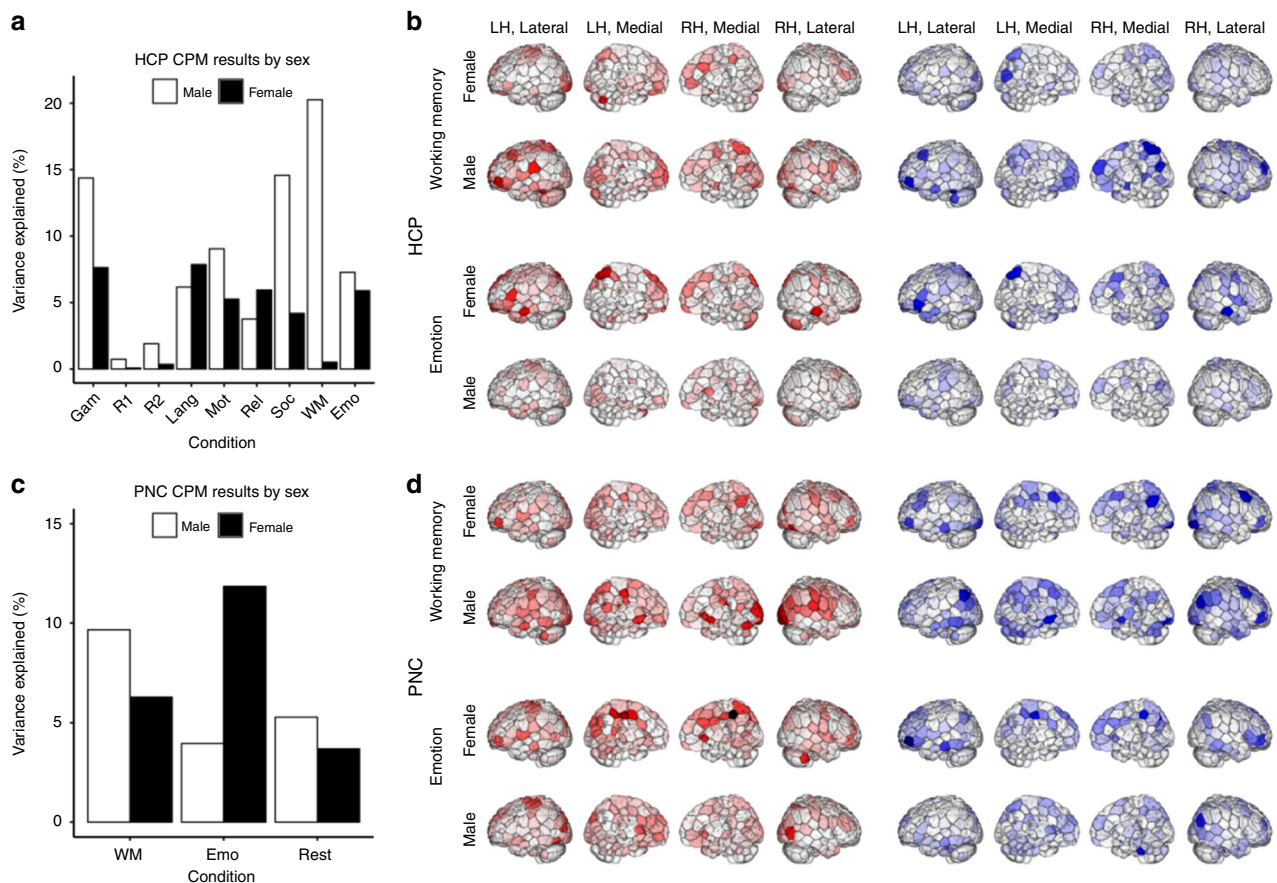 a
HCP CPM results by sex
Male
Female
Variance explained (%)
20
15
10
5
0
Gam
R1
R2
Lang
Mot
Rel
Soc
WM
Emo
Condition
b
LH, Lateral
LH, Medial
RH, Medial
RH, Lateral
LH, Lateral
LH, Medial
RH, Medial
RH, Lateral
HCP
Working memory
Female
Male
Emotion
Female
Male
c
PNC CPM results by sex
Male
Female
Variance explained (%)
15
10
5
0
WM
Emo
Rest
Condition
d
PNC
Working memory
Female
Male
Emotion
Female
Male